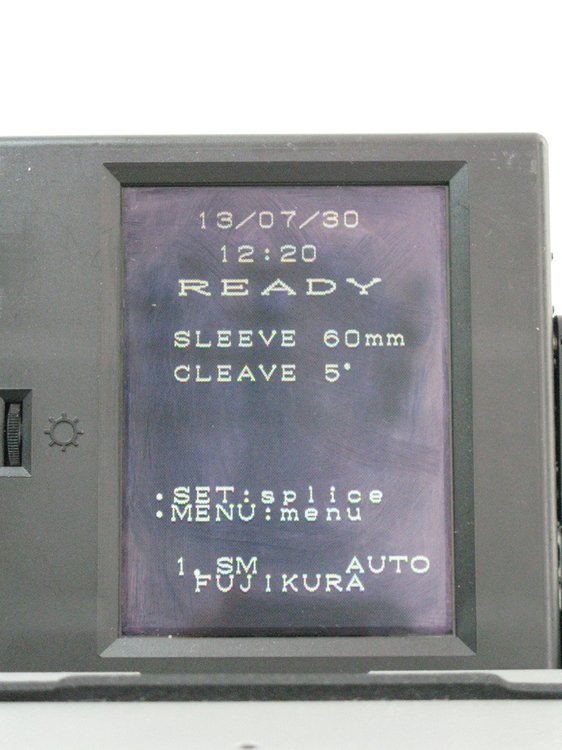 13/07/30
12:20
READY
SLEEVE 60mm
CLEAVE 5°
•SET:splice
•MENU:menu
1. SM AUTO
FUJIKURA